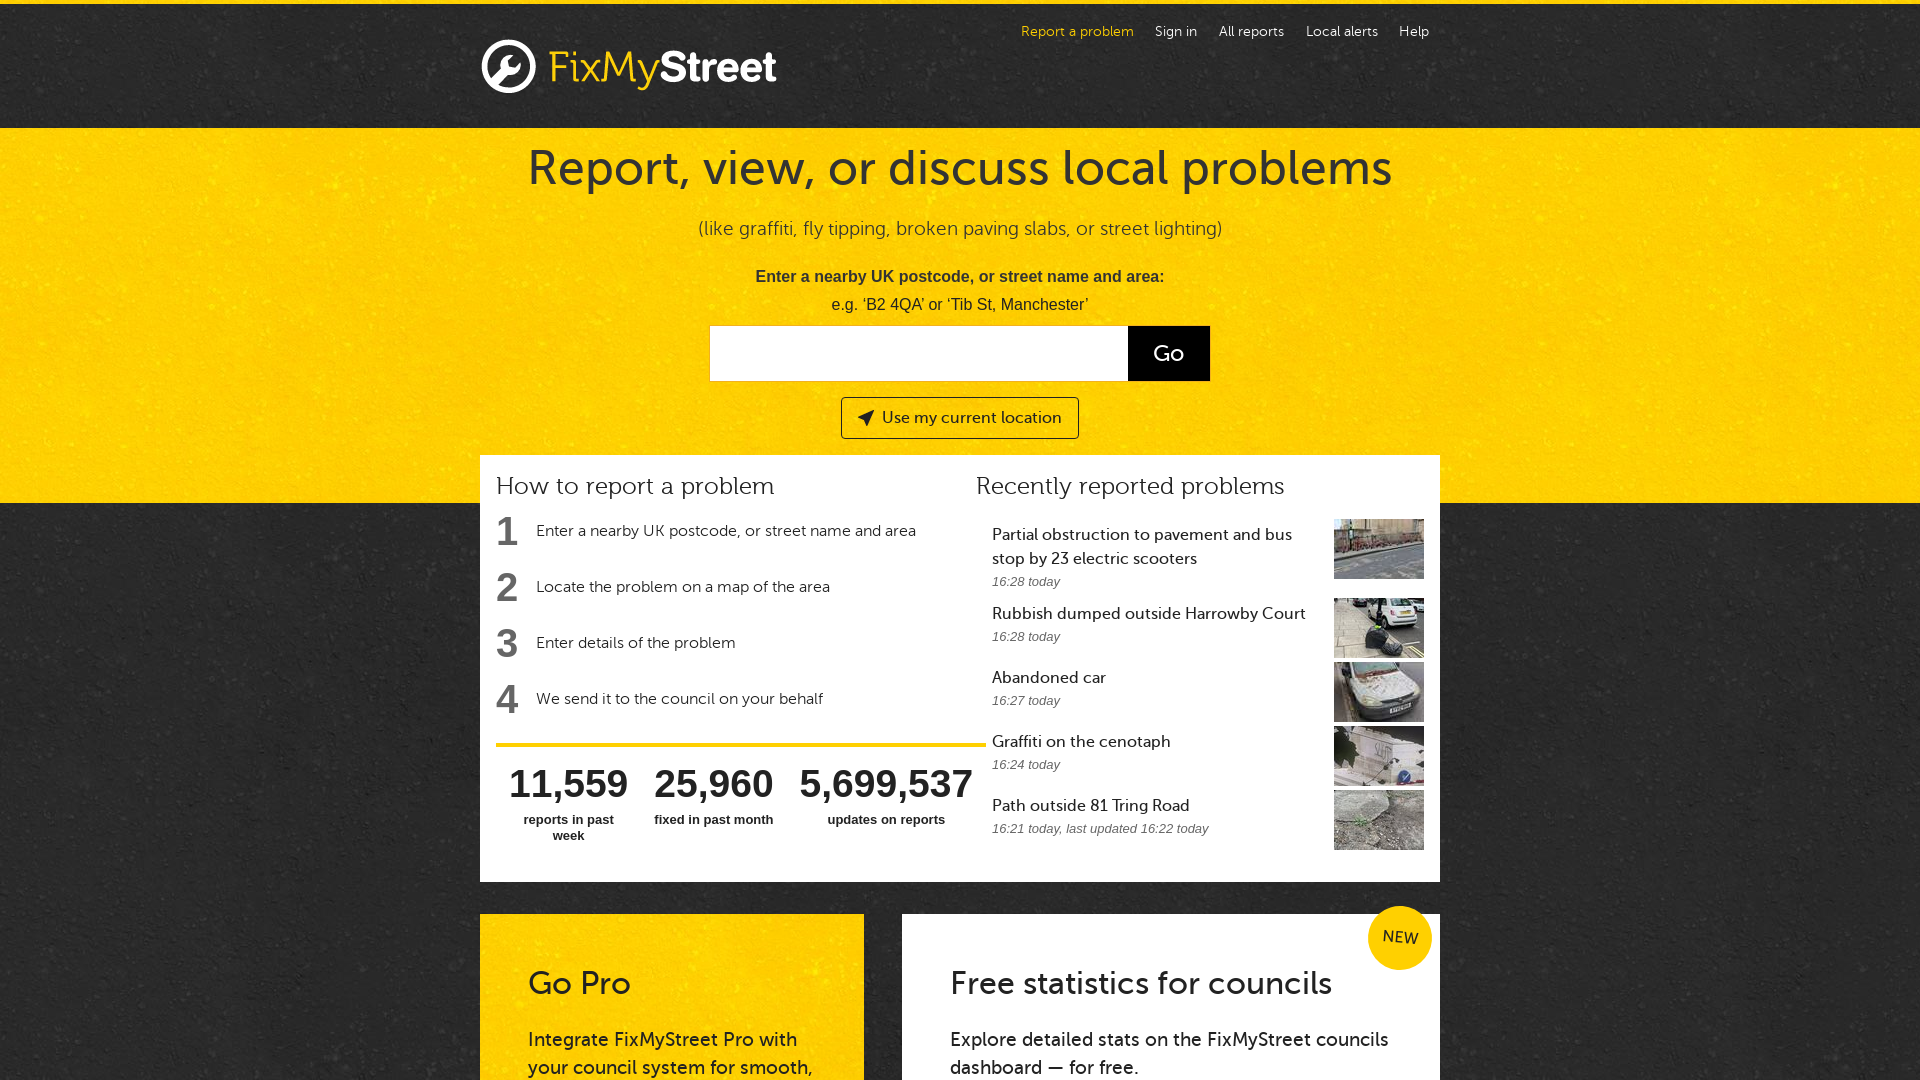 Report a problem
Sign in
All reports
Local alerts
Help
FixMyStreet
Report, view, or discuss local problems
(like graffiti, fly tipping, broken paving slabs, or street lighting)
Enter a nearby UK postcode, or street name and area:
e.g. ‘B2 4QA’ or ‘Tib St, Manchester’
Go
Use my current location
How to report a problem
1 Enter a nearby UK postcode, or street name and area
2 Locate the problem on a map of the area
3 Enter details of the problem
4 We send it to the council on your behalf
11,559
reports in past
week
25,960
fixed in past month
5,699,537
updates on reports
Recently reported problems
Partial obstruction to pavement and bus
stop by 23 electric scooters
16:28 today
Rubbish dumped outside Harrowby Court
16:28 today
Abandoned car
16:27 today
Graffiti on the cenotaph
16:24 today
Path outside 81 Tring Road
16:21 today, last updated 16:22 today
Go Pro
Integrate FixMyStreet Pro with
your council system for smooth,
NEW
Free statistics for councils
Explore detailed stats on the FixMyStreet councils
dashboard — for free.